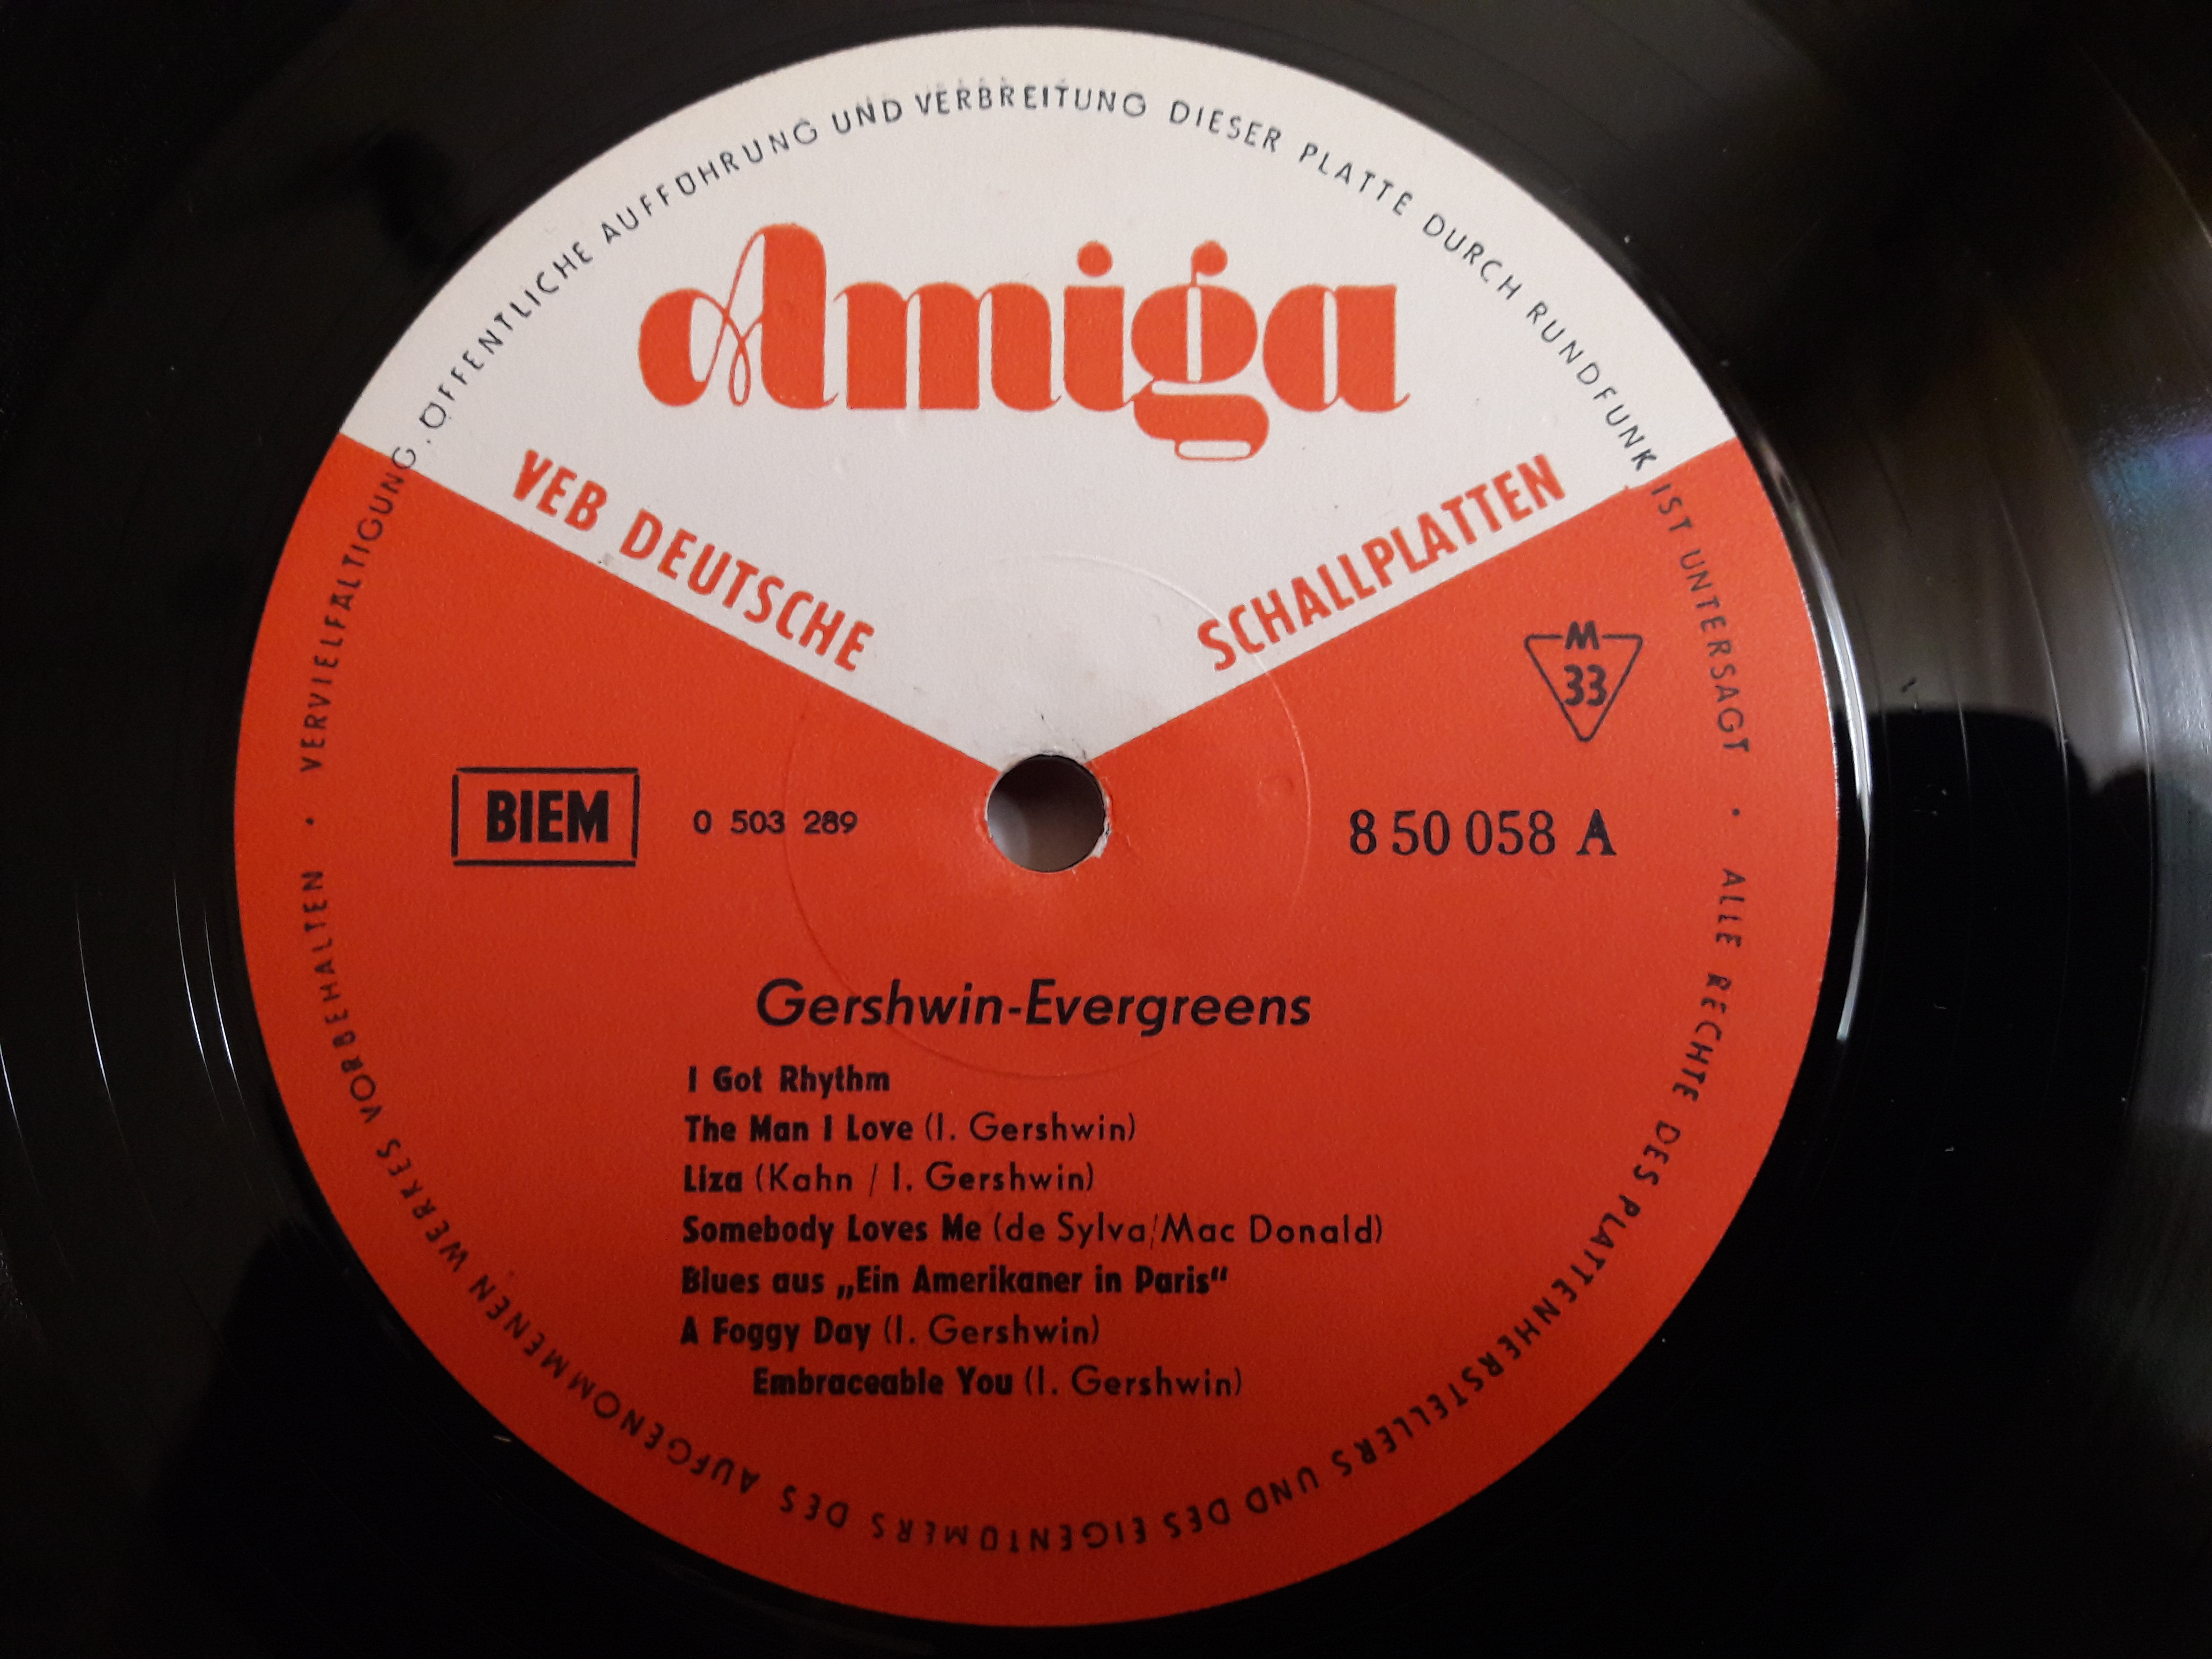 VERVIELFÄLTIGUNG, ÖFFENTLICHE AUFFÜHRUNG UND VERBREITUNG DIESER PLATTE DURCH RUNDFUNK IST UNTERSAGT · ALLE RECHTE DES PLATTENHERSTELLERS UND DES EIGENTÜMERS DES AUFGENOMMENEN WERKES VORBEHALTEN ·
Amiga
VEB DEUTSCHE SCHALLPLATTEN
M
33
BIEM
0 503 289
8 50 058 A
Gershwin-Evergreens
I Got Rhythm
The Man I Love (I. Gershwin)
Liza (Kahn / I. Gershwin)
Somebody Loves Me (de Sylva/Mac Donald)
Blues aus „Ein Amerikaner in Paris“
A Foggy Day (I. Gershwin)
Embraceable You (I. Gershwin)